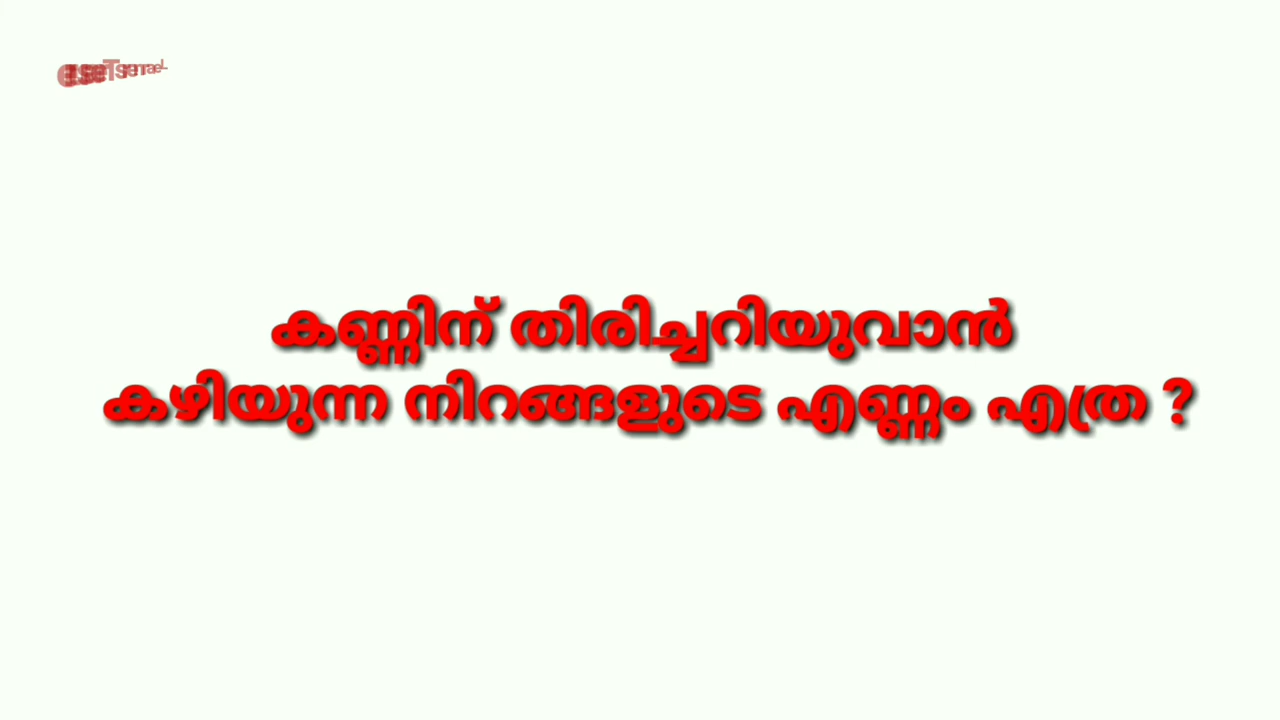 കണ്ണിന് തിരിച്ചറിയുവാൻ
കഴിയുന്ന നിറങ്ങളുടെ എണ്ണം എത്ര ?